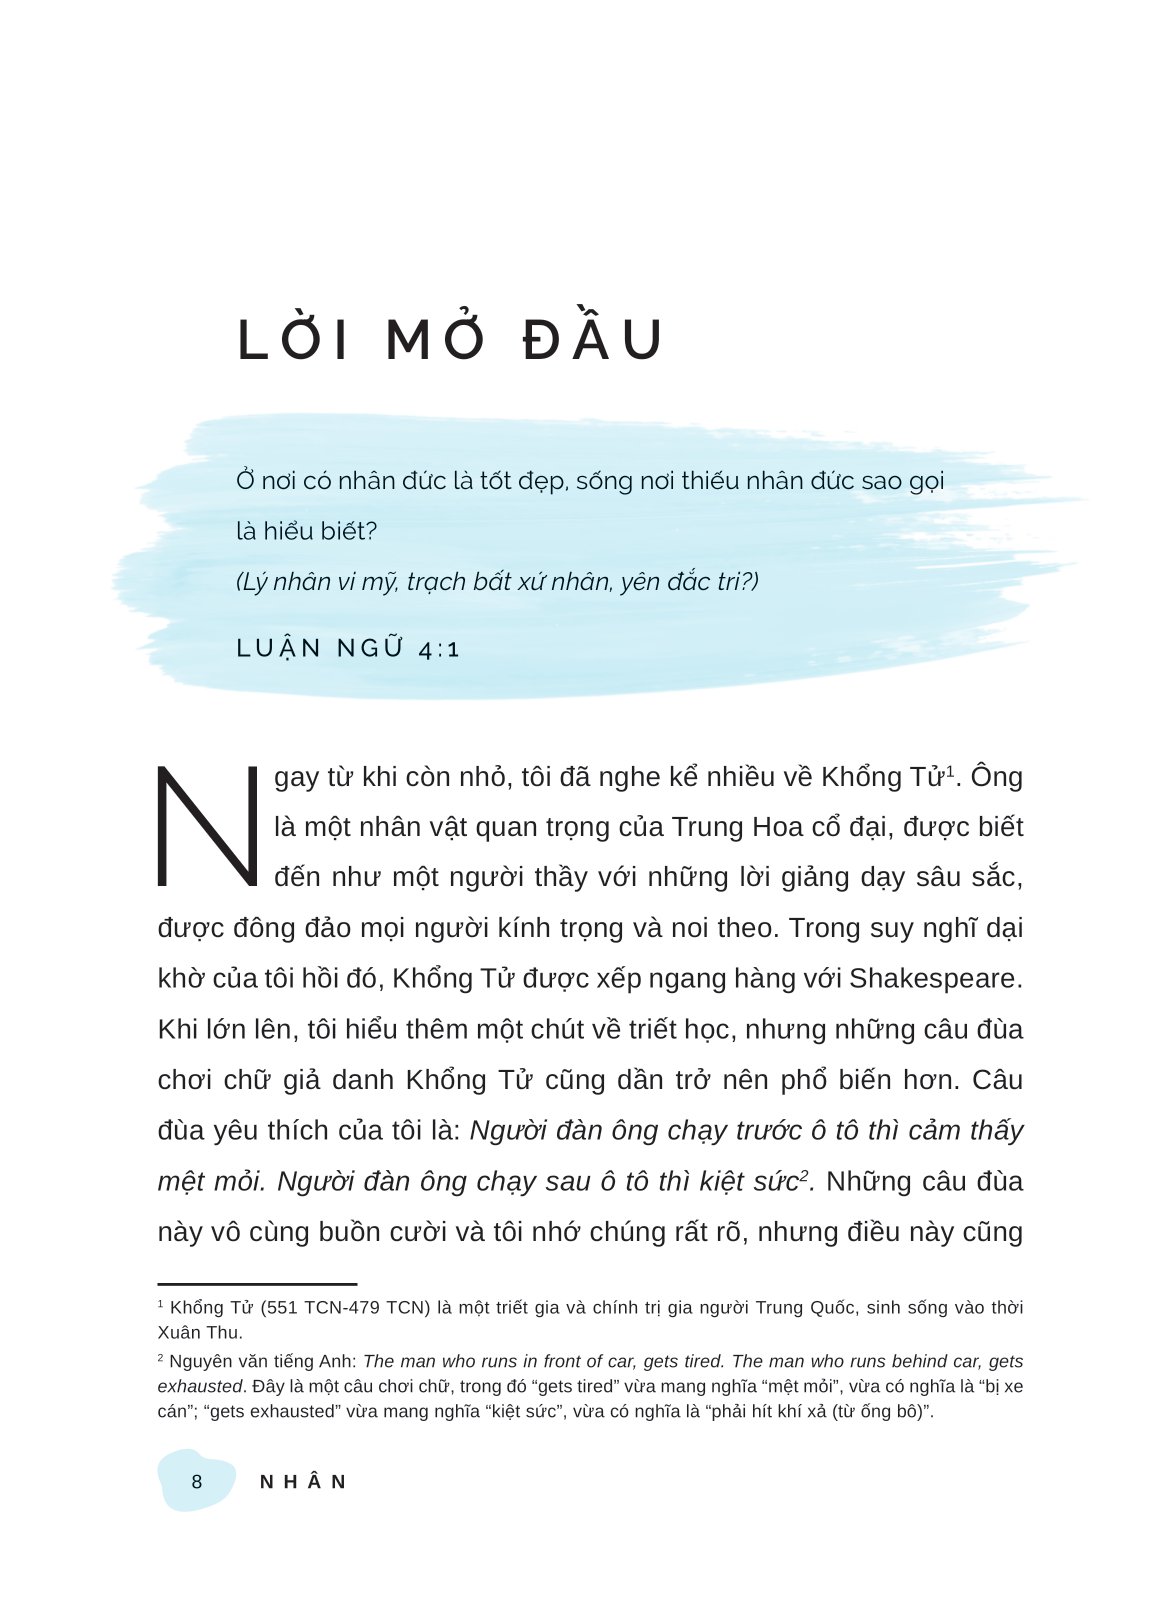 LỜI MỞ ĐẦU
Ở nơi có nhân đức là tốt đẹp, sống nơi thiếu nhân đức sao gọi
là hiểu biết?
(Lý nhân vi mỹ, trạch bất xứ nhân, yên đắc tri?)
LUẬN NGỮ 4:1
Ngay từ khi còn nhỏ, tôi đã nghe kể nhiều về Khổng Tử¹. Ông
là một nhân vật quan trọng của Trung Hoa cổ đại, được biết
đến như một người thầy với những lời giảng dạy sâu sắc,
được đông đảo mọi người kính trọng và noi theo. Trong suy nghĩ dại
khờ của tôi hồi đó, Khổng Tử được xếp ngang hàng với Shakespeare.
Khi lớn lên, tôi hiểu thêm một chút về triết học, nhưng những câu đùa
chơi chữ giả danh Khổng Tử cũng dần trở nên phổ biến hơn. Câu
đùa yêu thích của tôi là: Người đàn ông chạy trước ô tô thì cảm thấy
mệt mỏi. Người đàn ông chạy sau ô tô thì kiệt sức². Những câu đùa
này vô cùng buồn cười và tôi nhớ chúng rất rõ, nhưng điều này cũng
¹ Khổng Tử (551 TCN-479 TCN) là một triết gia và chính trị gia người Trung Quốc, sinh sống vào thời
Xuân Thu.
² Nguyên văn tiếng Anh: The man who runs in front of car, gets tired. The man who runs behind car, gets
exhausted. Đây là một câu chơi chữ, trong đó “gets tired” vừa mang nghĩa “mệt mỏi”, vừa có nghĩa là “bị xe
cán”; “gets exhausted” vừa mang nghĩa “kiệt sức”, vừa có nghĩa là “phải hít khí xả (từ ống bô)”.
8 NHÂN